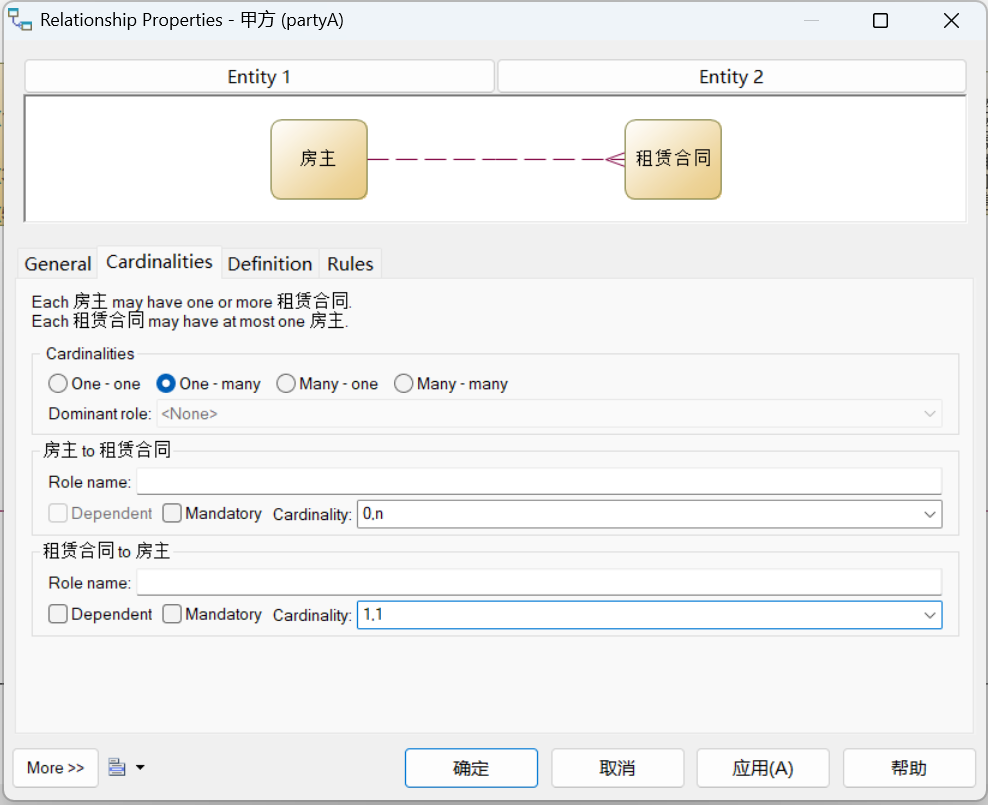 Relationship Properties - 甲方 (partyA)
Entity 1
Entity 2
房主
租赁合同
General
Cardinalities
Definition
Rules
Each 房主 may have one or more 租赁合同.
Each 租赁合同 may have at most one 房主.
Cardinalities
One - one
One - many
Many - one
Many - many
Dominant role:
<None>
房主 to 租赁合同
Role name:
Dependent
Mandatory
Cardinality:
0,n
租赁合同 to 房主
Role name:
Dependent
Mandatory
Cardinality:
1,1
More >>
确定
取消
应用(A)
帮助